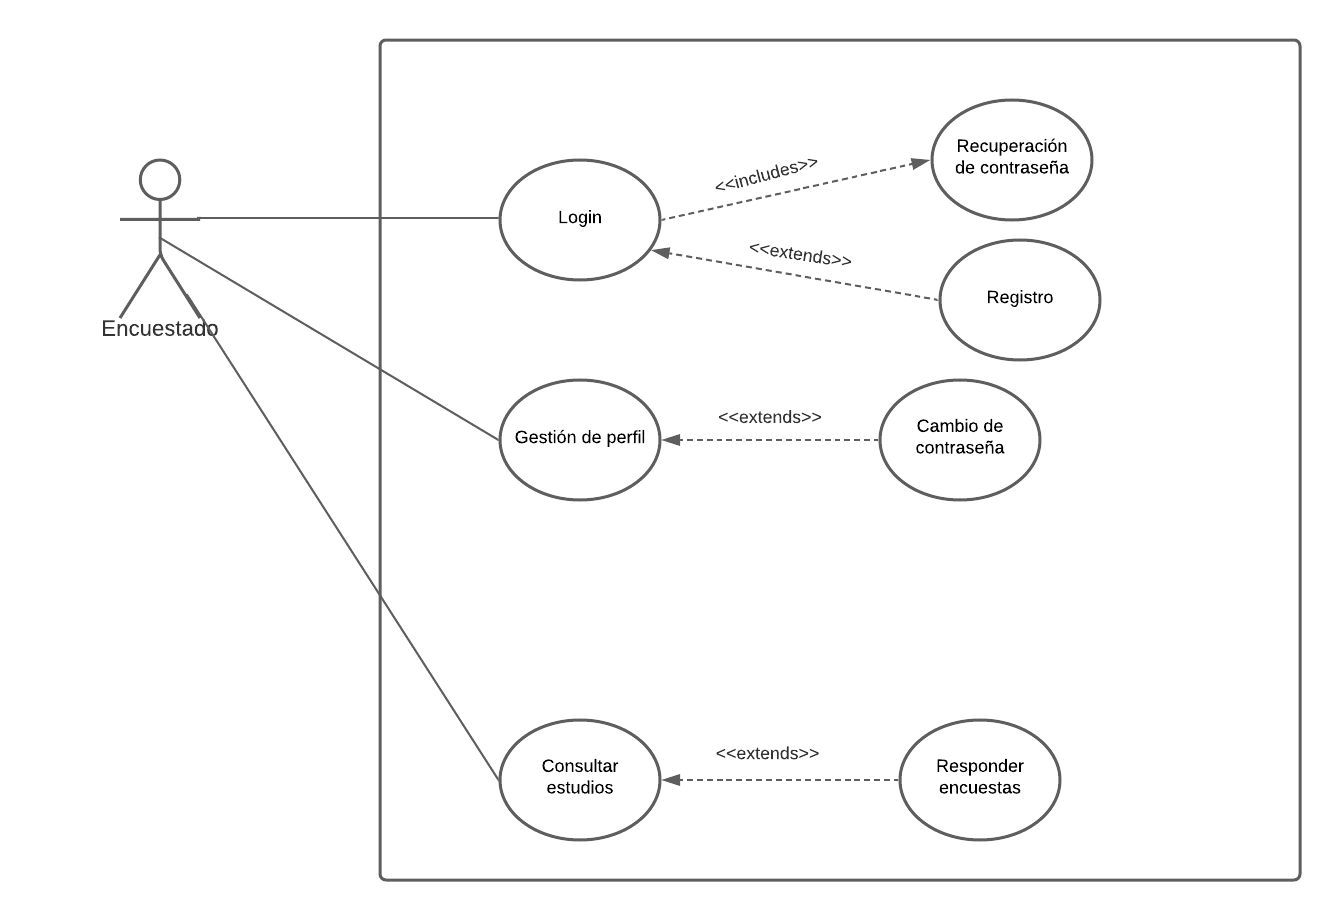 Encuestado
Login
<<includes>>
Recuperación
de contraseña
<<extends>>
Registro
Gestión de perfil
<<extends>>
Cambio de
contraseña
Consultar
estudios
<<extends>>
Responder
encuestas